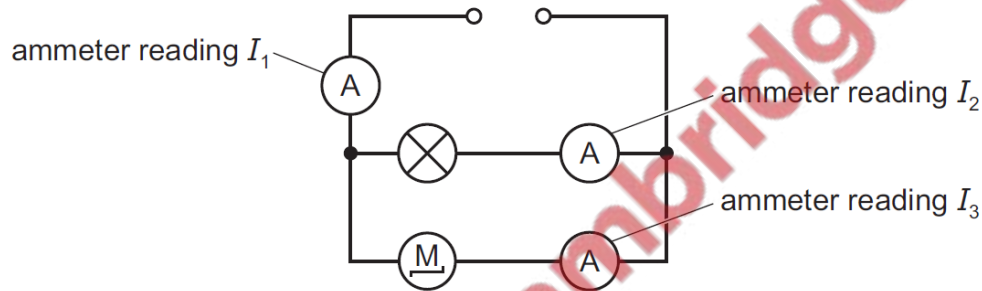 ammeter reading I₁
A
ammeter reading I₂
A
ammeter reading I₃
M
A